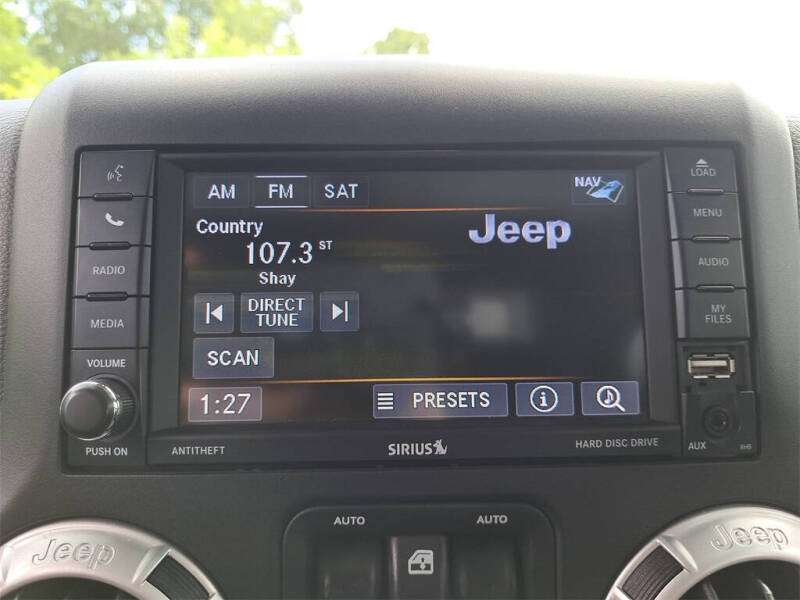 AM FM SAT NAV
LOAD
Country
107.3 ST
Shay
Jeep
DIRECT
TUNE
SCAN
1:27
PRESETS
RADIO
MEDIA
VOLUME
PUSH ON
MENU
AUDIO
MY
FILES
AUX RHB
ANTITHEFT
SIRIUS
HARD DISC DRIVE
AUTO AUTO
Jeep Jeep